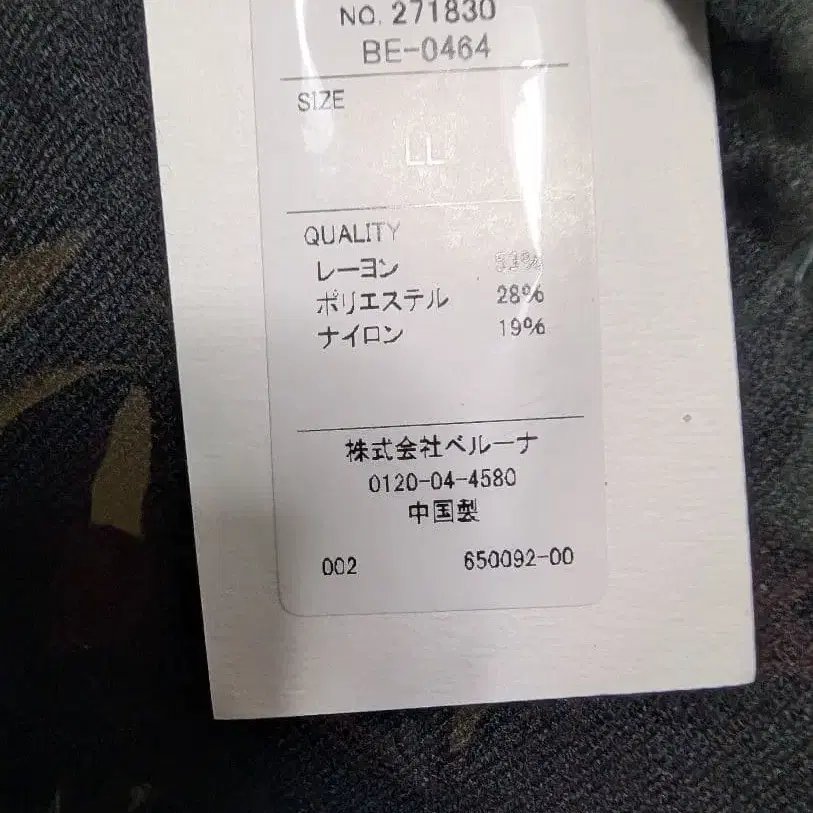 NO. 271830
BE-0464
SIZE
LL
QUALITY
レーヨン 53%
ポリエステル 28%
ナイロン 19%
株式会社ベルーナ
0120-04-4580
中国製
002 650092-00